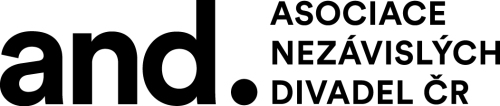 and.
ASOCIACE
NEZÁVISLÝCH
DIVADEL ČR